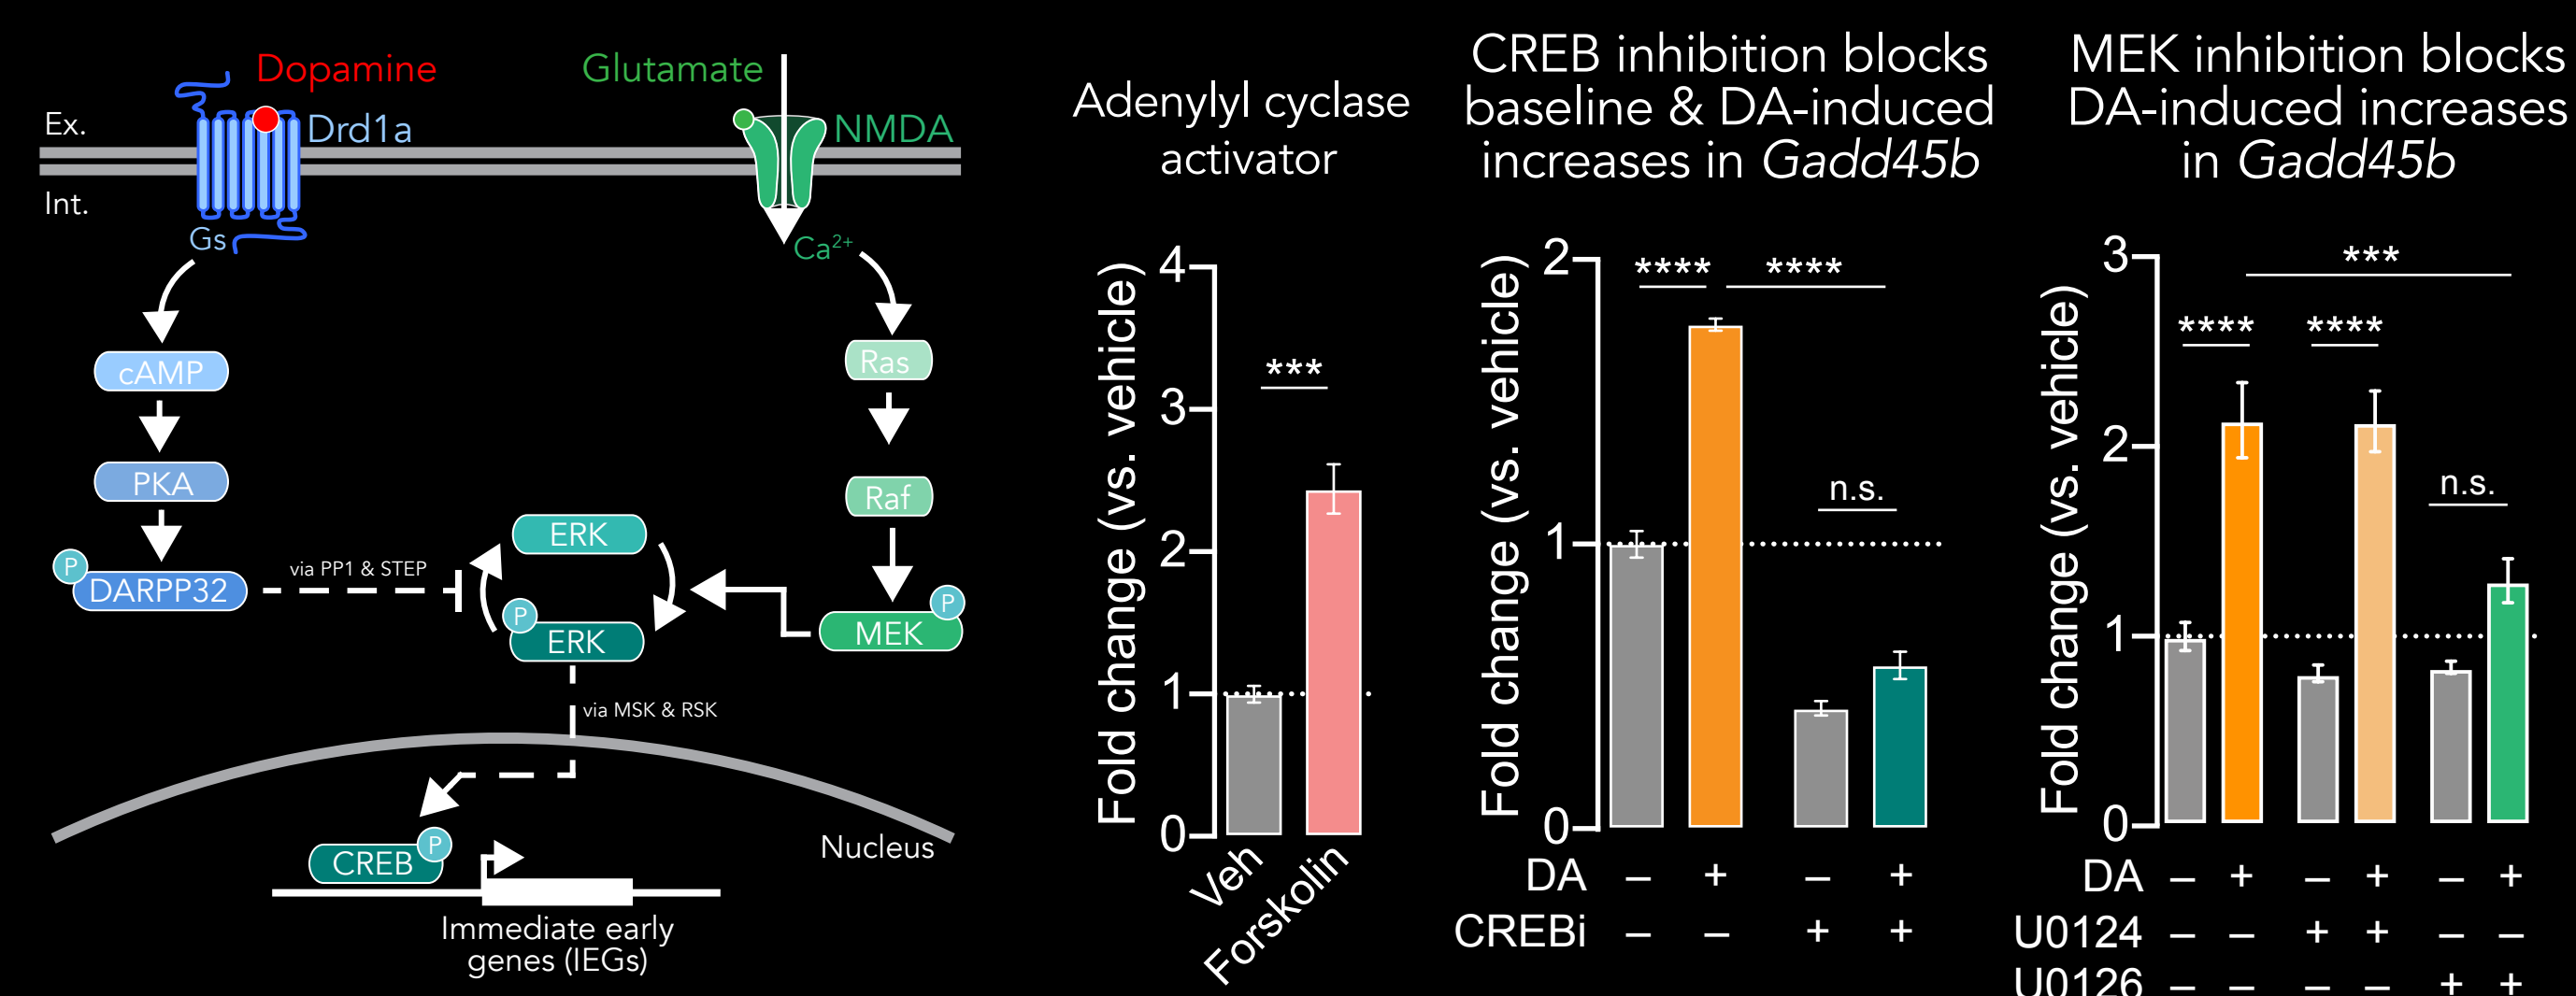 Dopamine
Glutamate
Ex.
Drd1a
NMDA
Int.
Gs
Ca²⁺
cAMP
Ras
PKA
Raf
P
DARPP32
via PP1 & STEP
ERK
P
ERK
P
MEK
via MSK & RSK
Nucleus
P
CREB
Immediate early
genes (IEGs)
Adenylyl cyclase
activator
Fold change (vs. vehicle)
4
3
2
1
0
***
Veh
Forskolin
CREB inhibition blocks
baseline & DA-induced
increases in Gadd45b
Fold change (vs. vehicle)
2
1
0
**** ****
n.s.
DA – + – +
CREBi – – + +
MEK inhibition blocks
DA-induced increases
in Gadd45b
Fold change (vs. vehicle)
3
2
1
0
***
**** ****
n.s.
DA – + – + – +
U0124 – – + + – –
U0126 – – – – + +